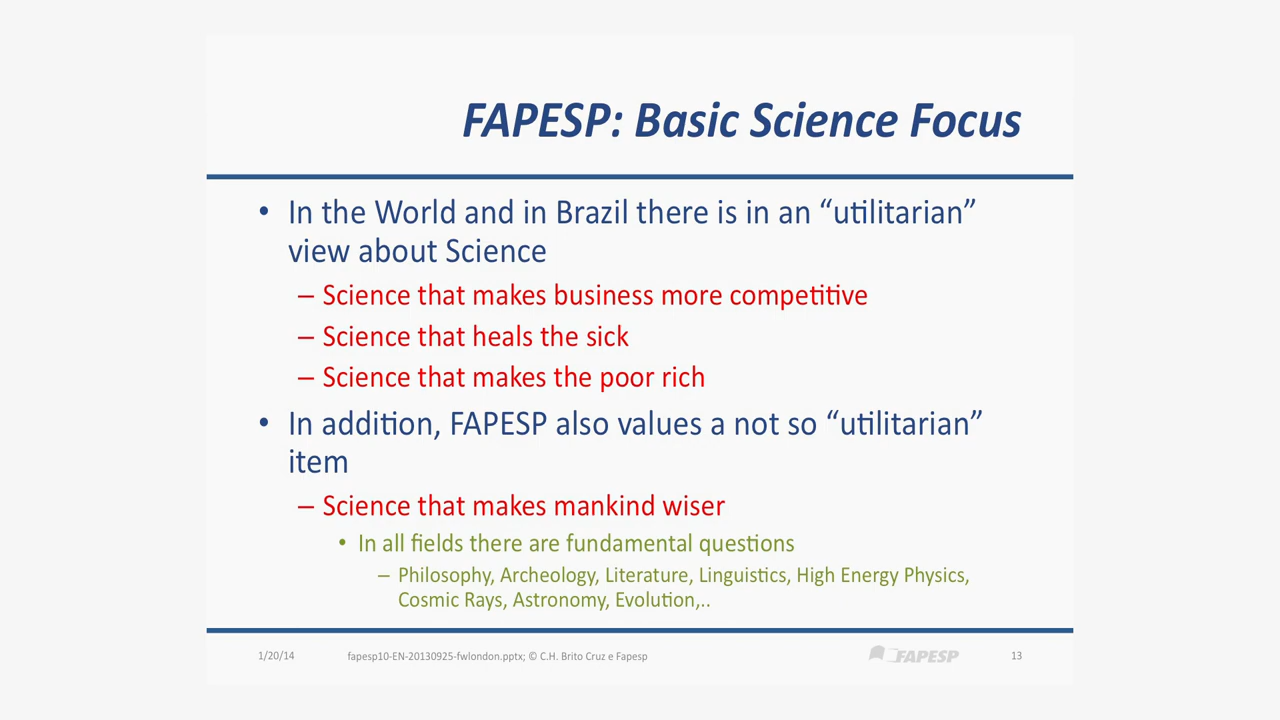 FAPESP: Basic Science Focus
• In the World and in Brazil there is in an “utilitarian”
view about Science
– Science that makes business more competitive
– Science that heals the sick
– Science that makes the poor rich
• In addition, FAPESP also values a not so “utilitarian”
item
– Science that makes mankind wiser
• In all fields there are fundamental questions
– Philosophy, Archeology, Literature, Linguistics, High Energy Physics,
Cosmic Rays, Astronomy, Evolution,..
1/20/14 fapesp10-EN-20130925-fwlondon.pptx; © C.H. Brito Cruz e Fapesp FAPESP 13